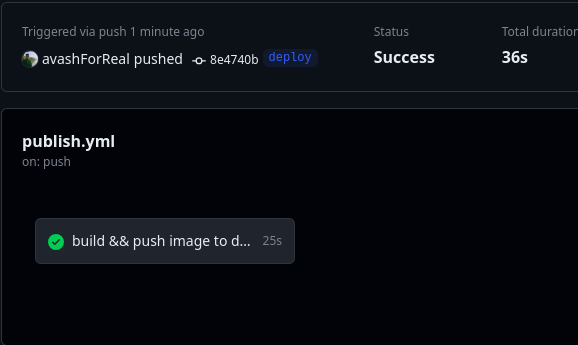 Triggered via push 1 minute ago
Status
Total duration
avashForReal pushed 8e4740b deploy
Success
36s
publish.yml
on: push
build && push image to d... 25s